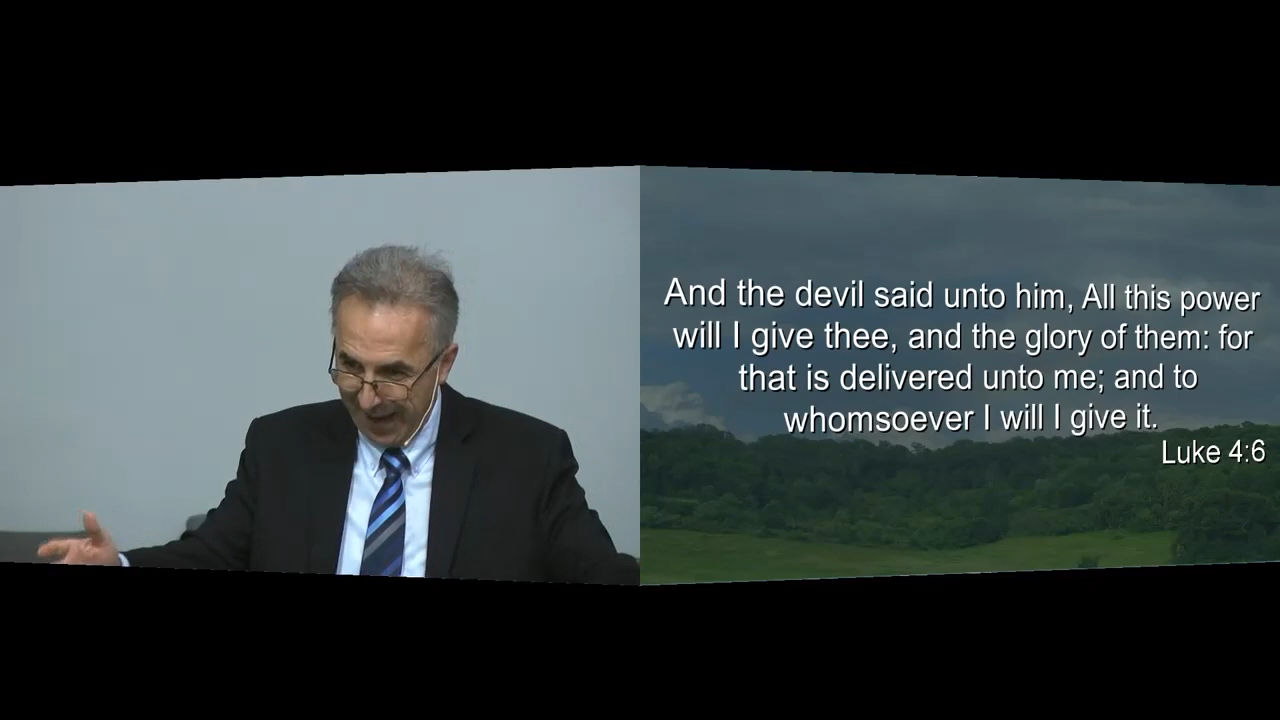 And the devil said unto him, All this power
will I give thee, and the glory of them: for
that is delivered unto me; and to
whomsoever I will I give it.
Luke 4:6